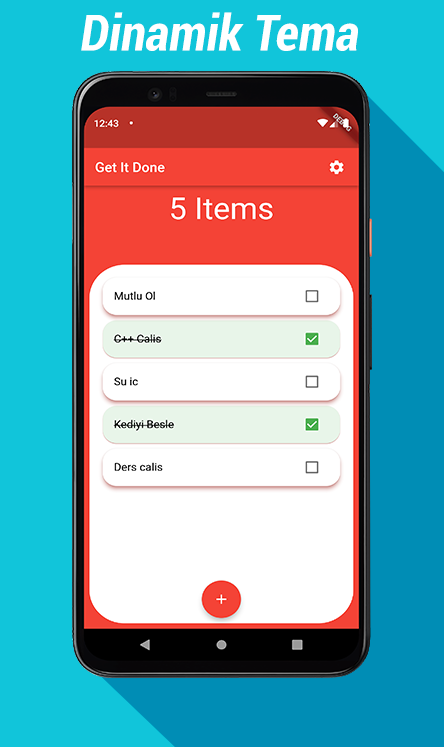 Dinamik Tema
12:43
DEBUG
Get It Done
5 Items
Mutlu Ol
C++ Calis
Su ic
Kediyi Besle
Ders calis
+